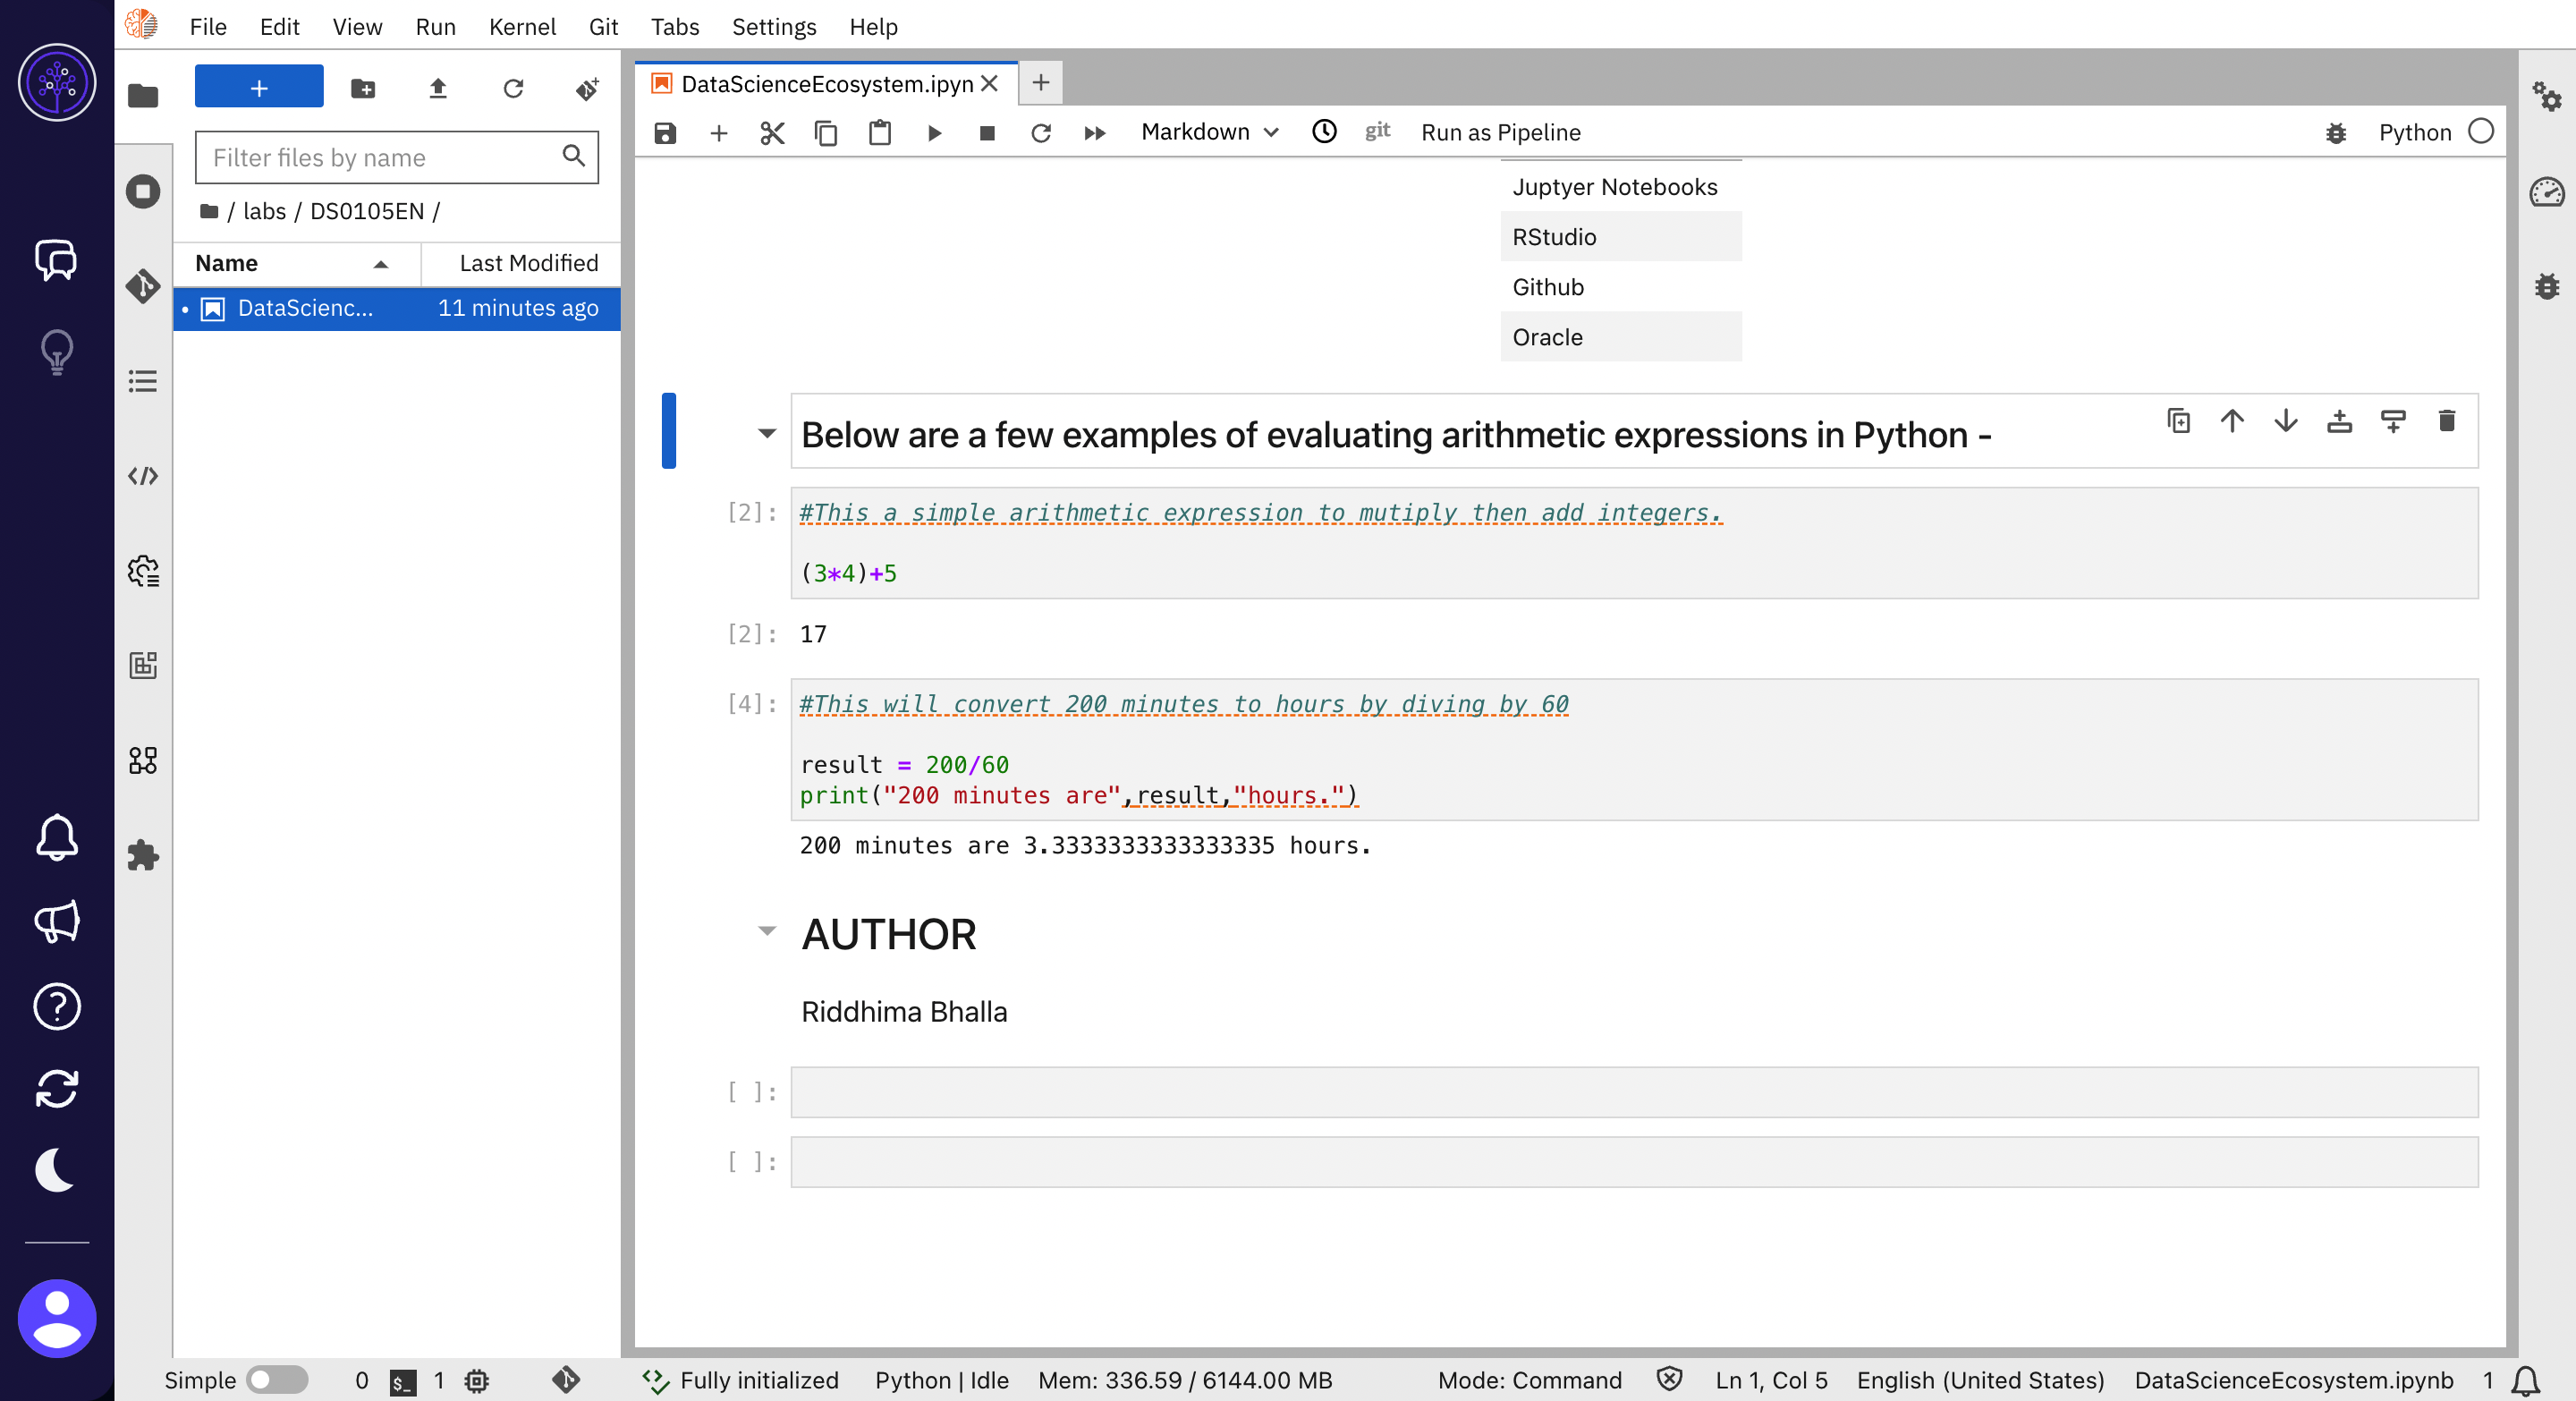 File Edit View Run Kernel Git Tabs Settings Help
+
Filter files by name
/ labs / DS0105EN /
Name Last Modified
DataScienc... 11 minutes ago
DataScienceEcosystem.ipyn
Markdown git Run as Pipeline Python
Juptyer Notebooks
RStudio
Github
Oracle
Below are a few examples of evaluating arithmetic expressions in Python -
[2]: #This a simple arithmetic expression to mutiply then add integers.
(3*4)+5
[2]: 17
[4]: #This will convert 200 minutes to hours by diving by 60
result = 200/60
print("200 minutes are",result,"hours.")
200 minutes are 3.3333333333333335 hours.
AUTHOR
Riddhima Bhalla
[ ]:
[ ]:
Simple 0 $_ 1 Fully initialized Python | Idle Mem: 336.59 / 6144.00 MB Mode: Command Ln 1, Col 5 English (United States) DataScienceEcosystem.ipynb 1